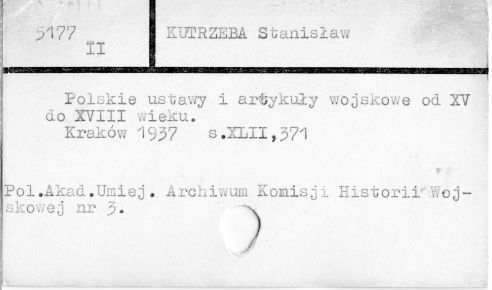 5177 II
KUTRZEBA Stanisław
Polskie ustawy i artykuły wojskowe od XV
do XVIII wieku.
Kraków 1937 s.XLII,371
Pol.Akad.Umiej. Archiwum Komisji Historii Woj-
skowej nr 3.